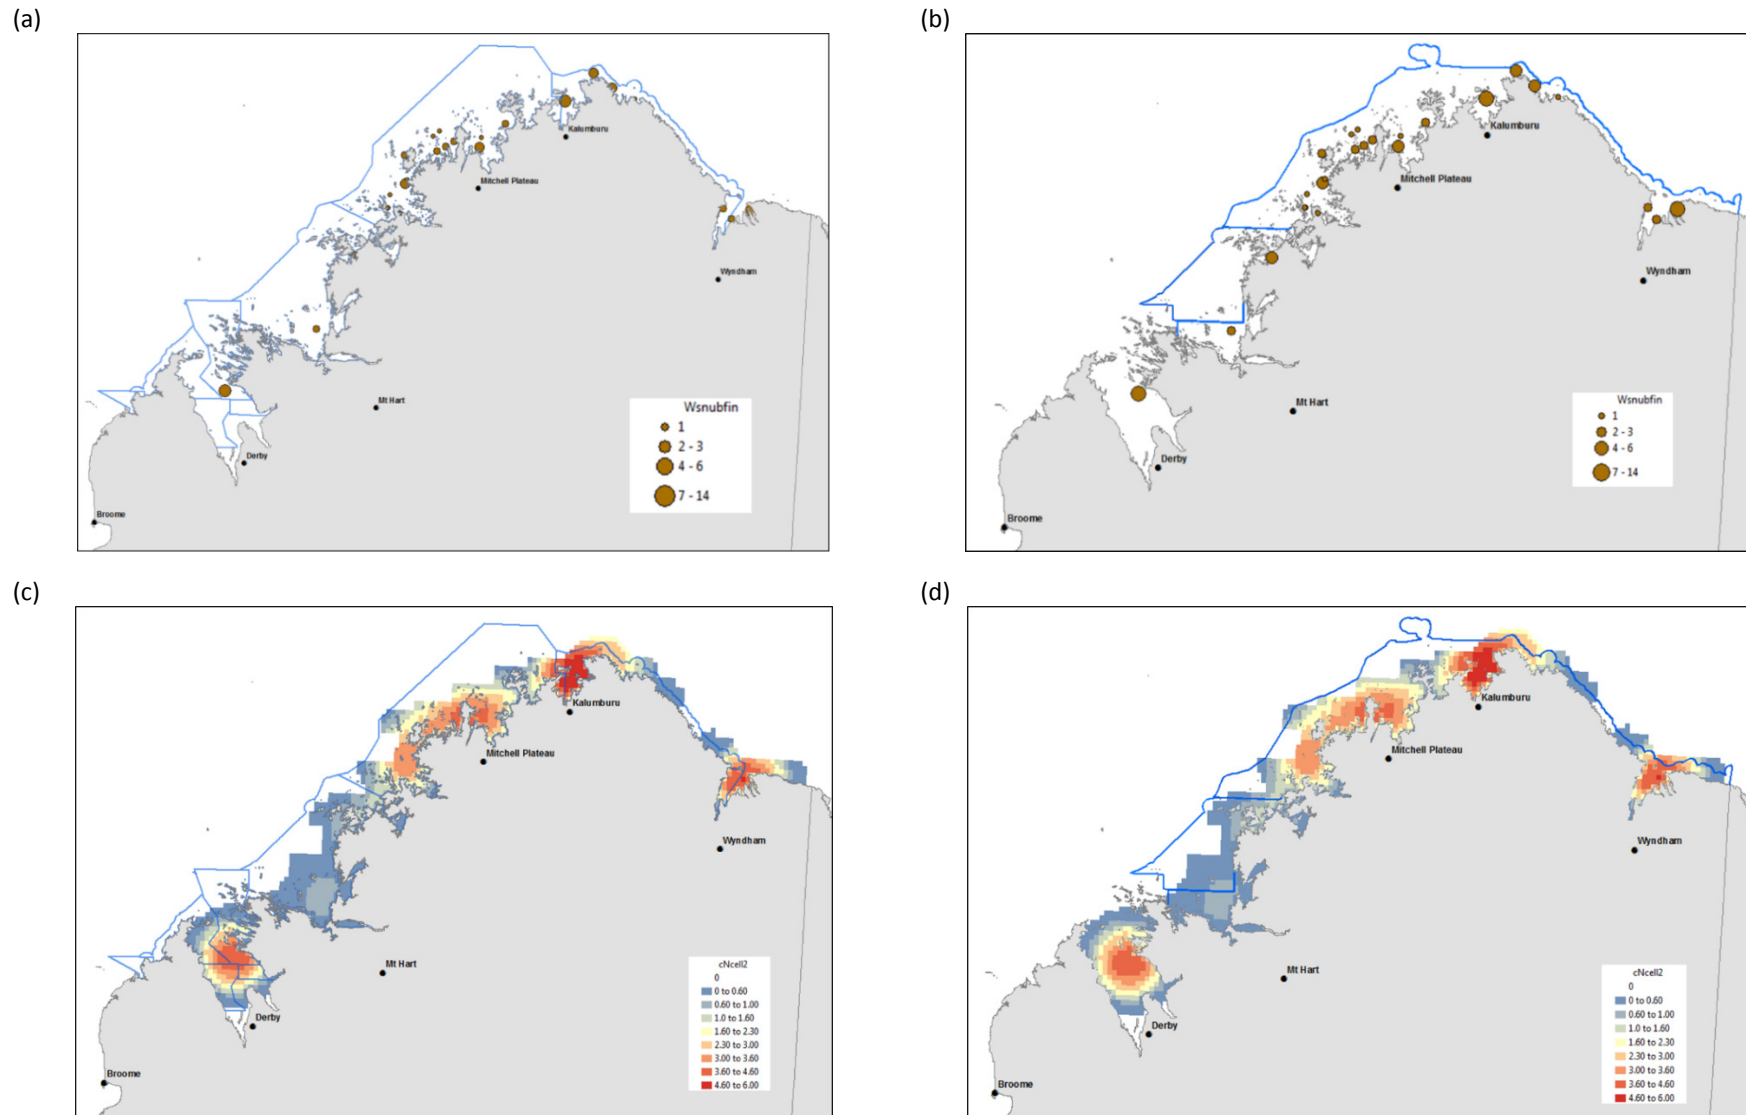 (a)
Kalumburu
Mitchell Plateau
Wyndham
Mt Hart
Derby
Broome
Wsnubfin
1
2 - 3
4 - 6
7 - 14
(b)
Kalumburu
Mitchell Plateau
Wyndham
Mt Hart
Derby
Broome
Wsnubfin
1
2 - 3
4 - 6
7 - 14
(c)
Kalumburu
Mitchell Plateau
Wyndham
Mt Hart
Derby
Broome
cNcell2
0
0 to 0.60
0.60 to 1.00
1.0 to 1.60
1.60 to 2.30
2.30 to 3.00
3.00 to 3.60
3.60 to 4.60
4.60 to 6.00
(d)
Kalumburu
Mitchell Plateau
Wyndham
Mt Hart
Derby
Broome
cNcell2
0
0 to 0.60
0.60 to 1.00
1.0 to 1.60
1.60 to 2.30
2.30 to 3.00
3.00 to 3.60
3.60 to 4.60
4.60 to 6.00